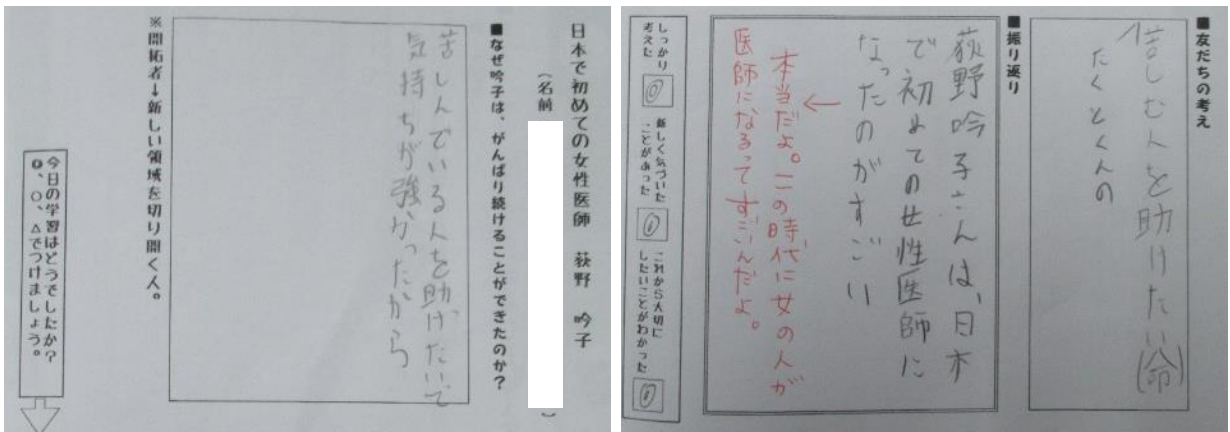 日本で初めての女性医師　荻野　吟子
（名前　　　）
■なぜ吟子は、がんばり続けることができたのか？
苦しんでいる人を助けたいって
気持ちが強かったから
※開拓者→新しい領域を切り開く人。
今日の学習はどうでしたか？
◎、○、△でつけましょう。
■友だちの考え
苦しむ人を助けたい(命)
たくとくんの
■振り返り
荻野吟子さんは、日本
で初めての女性医師に
なったのがすごい
←
本当だよ。この時代に女の人が
医師になるってすごいんだよ。
しっかり
考えた
◎
新しく気づいた
ことがあった
◎
これから大切に
したいことがわかった
◎